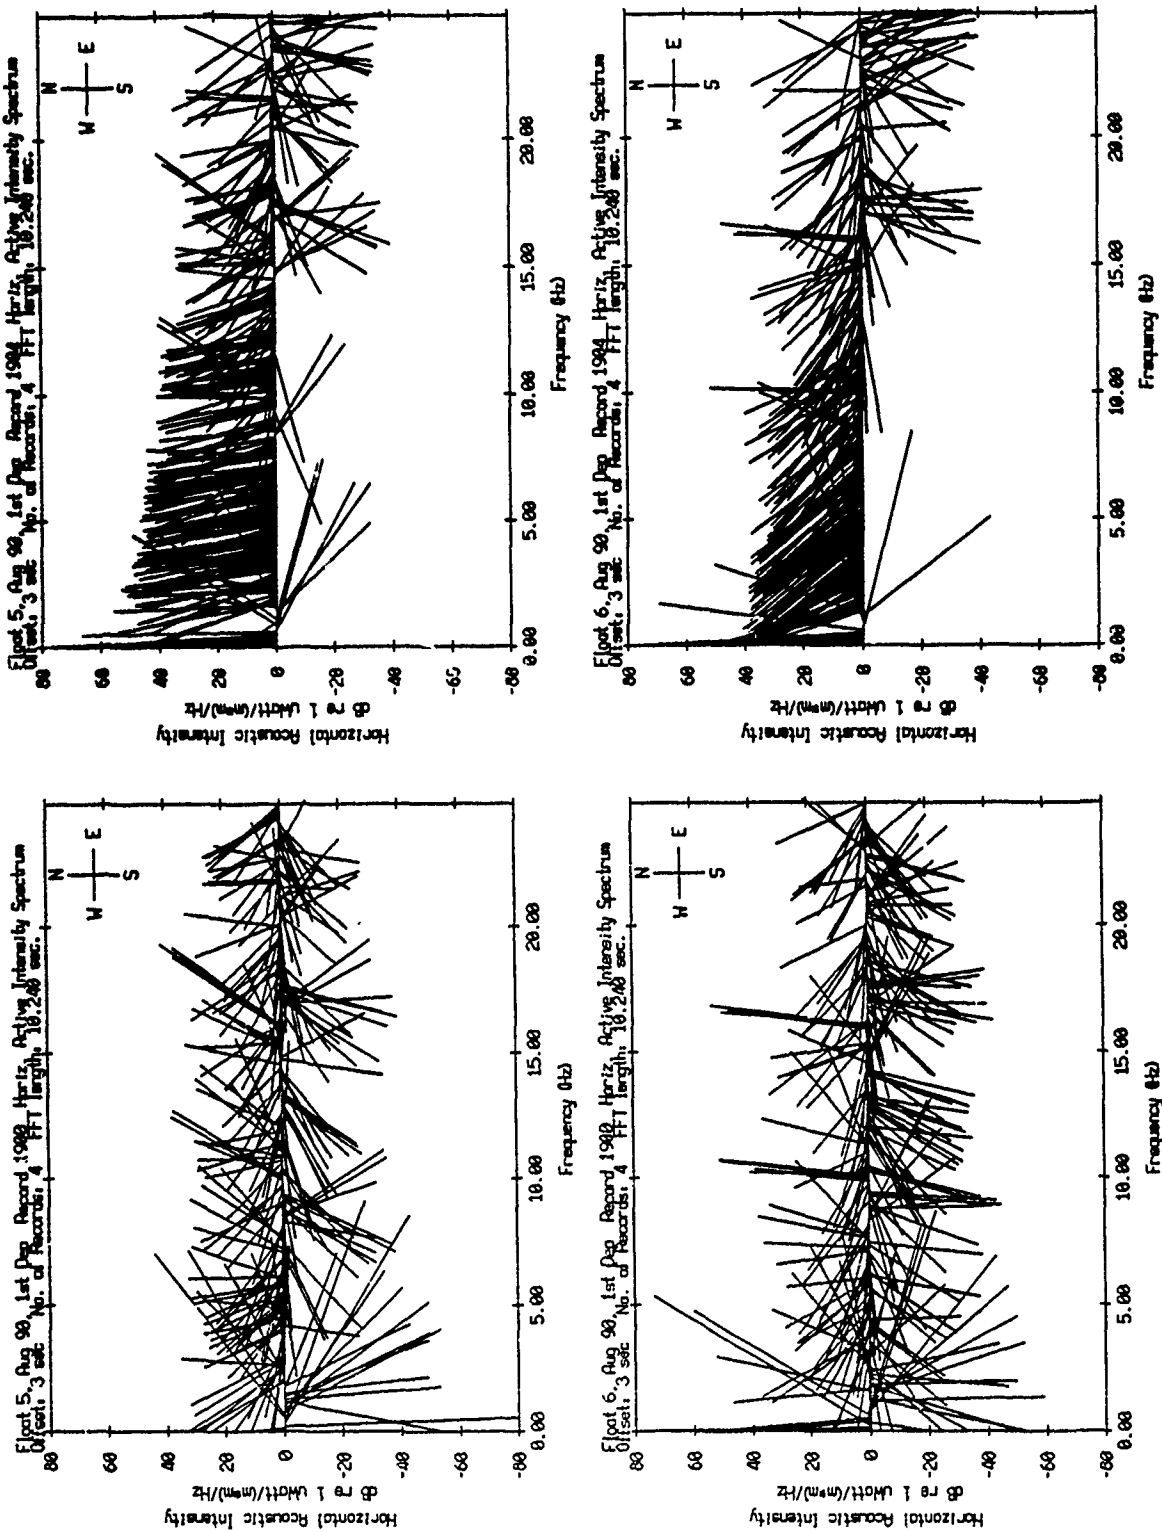 Float 5, Aug 90, 1st Dep Record 1900 Horiz. Active Intensity Spectrum
Offset: 3 sec No. of Records: 4 FFT length: 10.240 sec.
N
W E
S
80
60
40
20
0
-20
-40
-60
-80
Horizontal Acoustic Intensity
dB re 1 uWatt/(m*m)/Hz
0.00 5.00 10.00 15.00 20.00
Frequency (Hz)
Float 5, Aug 90, 1st Dep Record 1904 Horiz. Active Intensity Spectrum
Offset: 3 sec No. of Records: 4 FFT length: 10.240 sec.
N
W E
S
80
60
40
20
0
-20
-40
-60
-80
Horizontal Acoustic Intensity
dB re 1 uWatt/(m*m)/Hz
0.00 5.00 10.00 15.00 20.00
Frequency (Hz)
Float 6, Aug 90, 1st Dep Record 1900 Horiz. Active Intensity Spectrum
Offset: 3 sec No. of Records: 4 FFT length: 10.240 sec.
N
W E
S
80
60
40
20
0
-20
-40
-60
-80
Horizontal Acoustic Intensity
dB re 1 uWatt/(m*m)/Hz
0.00 5.00 10.00 15.00 20.00
Frequency (Hz)
Float 6, Aug 90, 1st Dep Record 1904 Horiz. Active Intensity Spectrum
Offset: 3 sec No. of Records: 4 FFT length: 10.240 sec.
N
W E
S
80
60
40
20
0
-20
-40
-60
-80
Horizontal Acoustic Intensity
dB re 1 uWatt/(m*m)/Hz
0.00 5.00 10.00 15.00 20.00
Frequency (Hz)